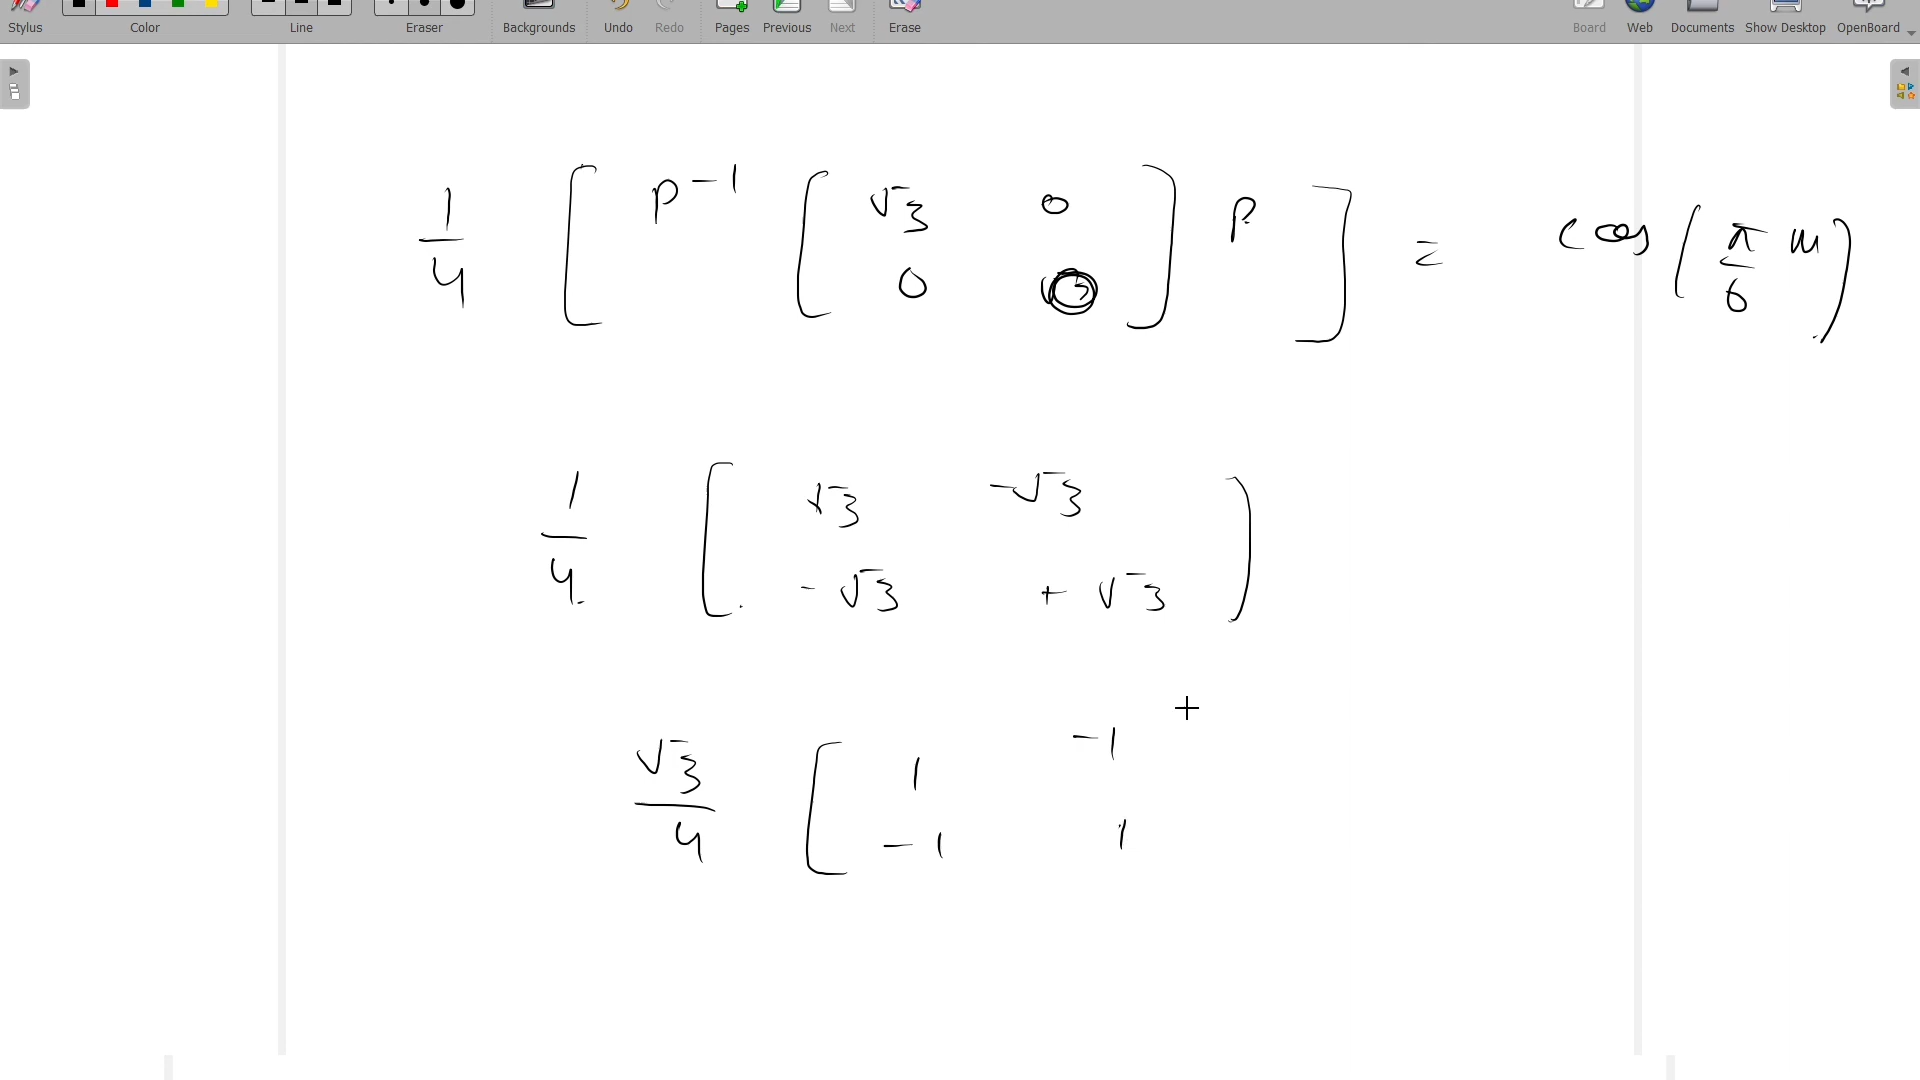 Stylus Color Line Eraser Backgrounds Undo Redo Pages Previous Next Erase Board Web Documents Show Desktop OpenBoard
1/4 [ P⁻¹ [ √3 0 ; 0 √3 ] P ] = cos ( π/6 m )
1/4 [ √3 -√3 ; -√3 +√3 ]
√3/4 [ 1 -1 ; -1 1